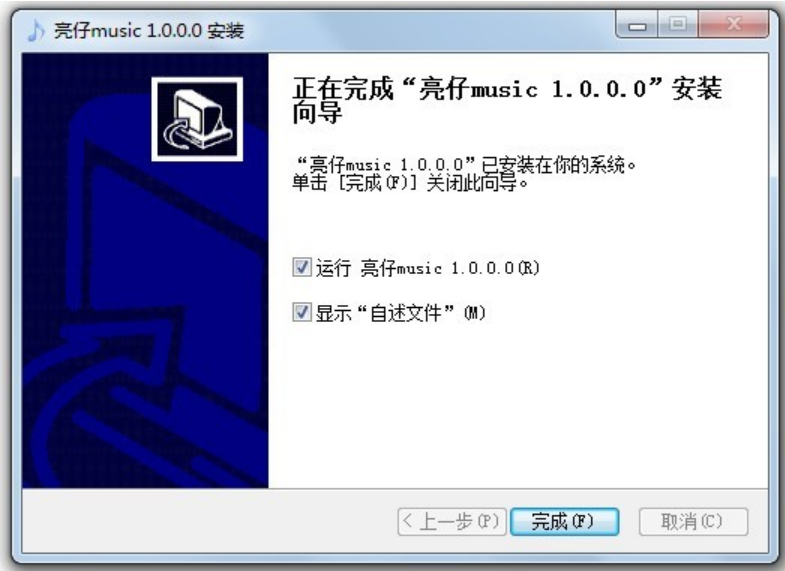 亮仔music 1.0.0.0 安装
正在完成“亮仔music 1.0.0.0”安装
向导
“亮仔music 1.0.0.0”已安装在你的系统。
单击 [完成(F)] 关闭此向导。
运行 亮仔music 1.0.0.0(R)
显示“自述文件”(M)
< 上一步(P) 完成(F) 取消(C)